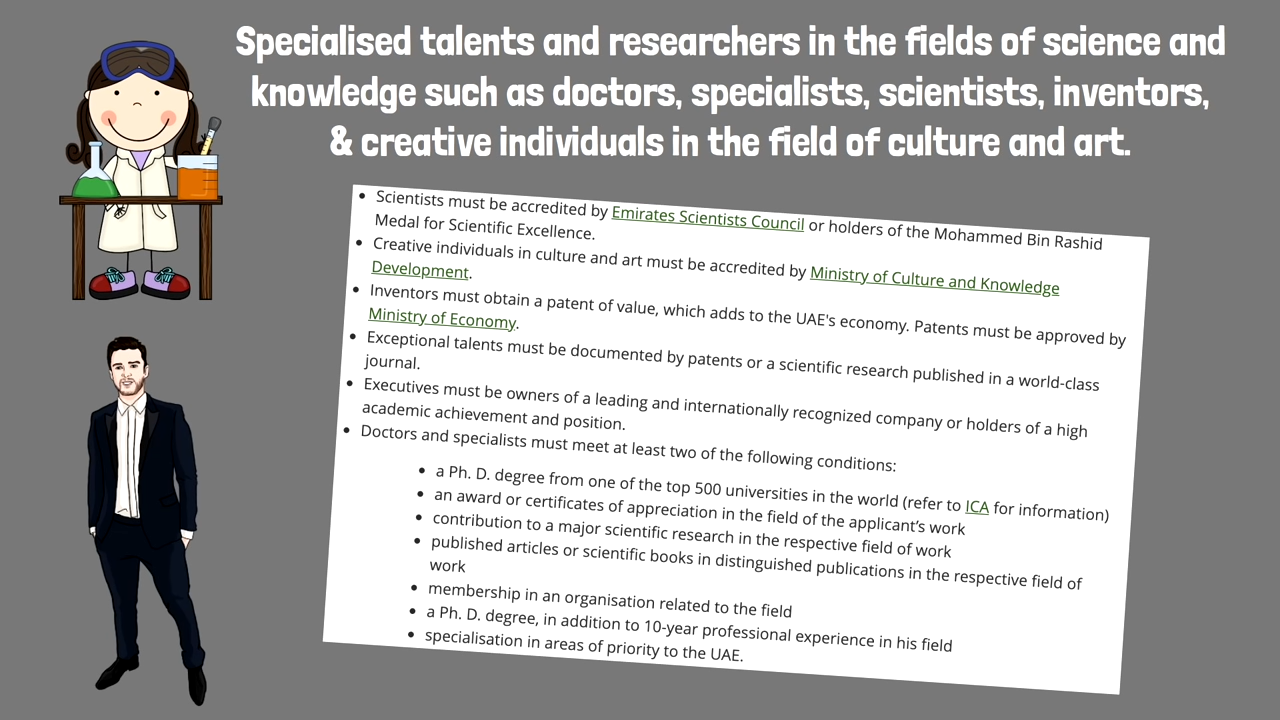 Specialised talents and researchers in the fields of science and
knowledge such as doctors, specialists, scientists, inventors,
& creative individuals in the field of culture and art.
• Scientists must be accredited by Emirates Scientists Council or holders of the Mohammed Bin Rashid
Medal for Scientific Excellence.
• Creative individuals in culture and art must be accredited by Ministry of Culture and Knowledge
Development.
• Inventors must obtain a patent of value, which adds to the UAE's economy. Patents must be approved by
Ministry of Economy.
• Exceptional talents must be documented by patents or a scientific research published in a world-class
journal.
• Executives must be owners of a leading and internationally recognized company or holders of a high
academic achievement and position.
• Doctors and specialists must meet at least two of the following conditions:
• a Ph. D. degree from one of the top 500 universities in the world (refer to ICA for information)
• an award or certificates of appreciation in the field of the applicant’s work
• contribution to a major scientific research in the respective field of work
• published articles or scientific books in distinguished publications in the respective field of
work
• membership in an organisation related to the field
• a Ph. D. degree, in addition to 10-year professional experience in his field
• specialisation in areas of priority to the UAE.